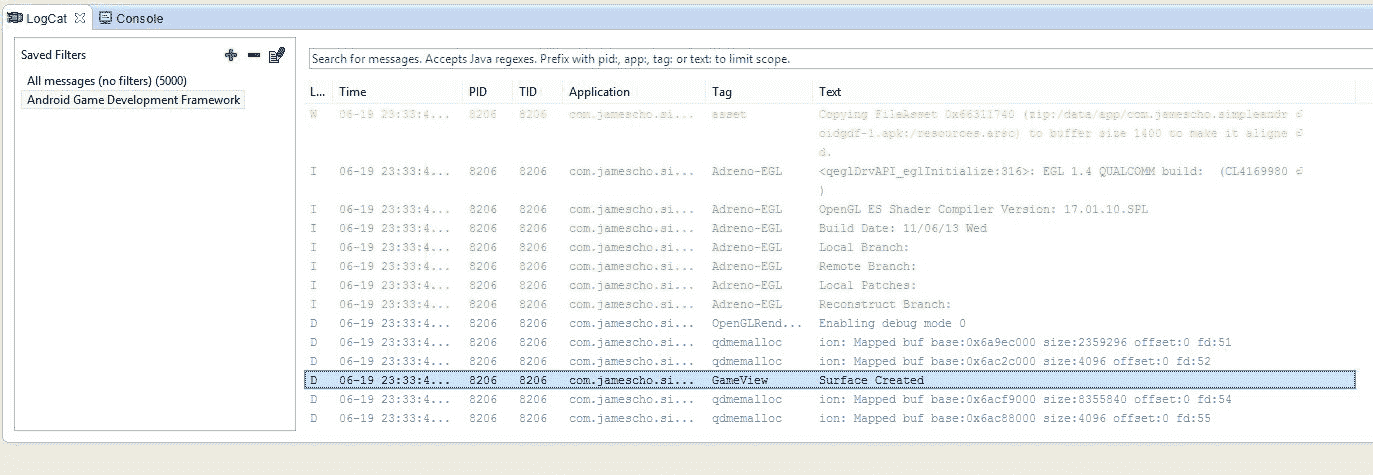 LogCat Console
Saved Filters
All messages (no filters) (5000)
Android Game Development Framework
Search for messages. Accepts Java regexes. Prefix with pid:, app:, tag: or text: to limit scope.
L... Time PID TID Application Tag Text
W 06-19 23:33:4... 8206 8206 com.jamescho.si... asset Copying FileAsset 0x66311740 (zip:/data/app/com.jamescho.simpleandr
oidgdf-1.apk:/resources.arsc) to buffer size 1400 to make it aligne
d.
I 06-19 23:33:4... 8206 8206 com.jamescho.si... Adreno-EGL <qeglDrvAPI_eglInitialize:316>: EGL 1.4 QUALCOMM build: (CL4169980
)
I 06-19 23:33:4... 8206 8206 com.jamescho.si... Adreno-EGL OpenGL ES Shader Compiler Version: 17.01.10.SPL
I 06-19 23:33:4... 8206 8206 com.jamescho.si... Adreno-EGL Build Date: 11/06/13 Wed
I 06-19 23:33:4... 8206 8206 com.jamescho.si... Adreno-EGL Local Branch:
I 06-19 23:33:4... 8206 8206 com.jamescho.si... Adreno-EGL Remote Branch:
I 06-19 23:33:4... 8206 8206 com.jamescho.si... Adreno-EGL Local Patches:
I 06-19 23:33:4... 8206 8206 com.jamescho.si... Adreno-EGL Reconstruct Branch:
D 06-19 23:33:4... 8206 8206 com.jamescho.si... OpenGLRend... Enabling debug mode 0
D 06-19 23:33:4... 8206 8206 com.jamescho.si... qdmemalloc ion: Mapped buf base:0x6a9ec000 size:2359296 offset:0 fd:51
D 06-19 23:33:4... 8206 8206 com.jamescho.si... qdmemalloc ion: Mapped buf base:0x6ac2c000 size:4096 offset:0 fd:52
D 06-19 23:33:4... 8206 8206 com.jamescho.si... GameView Surface Created
D 06-19 23:33:4... 8206 8206 com.jamescho.si... qdmemalloc ion: Mapped buf base:0x6acf9000 size:8355840 offset:0 fd:54
D 06-19 23:33:4... 8206 8206 com.jamescho.si... qdmemalloc ion: Mapped buf base:0x6ac88000 size:4096 offset:0 fd:55